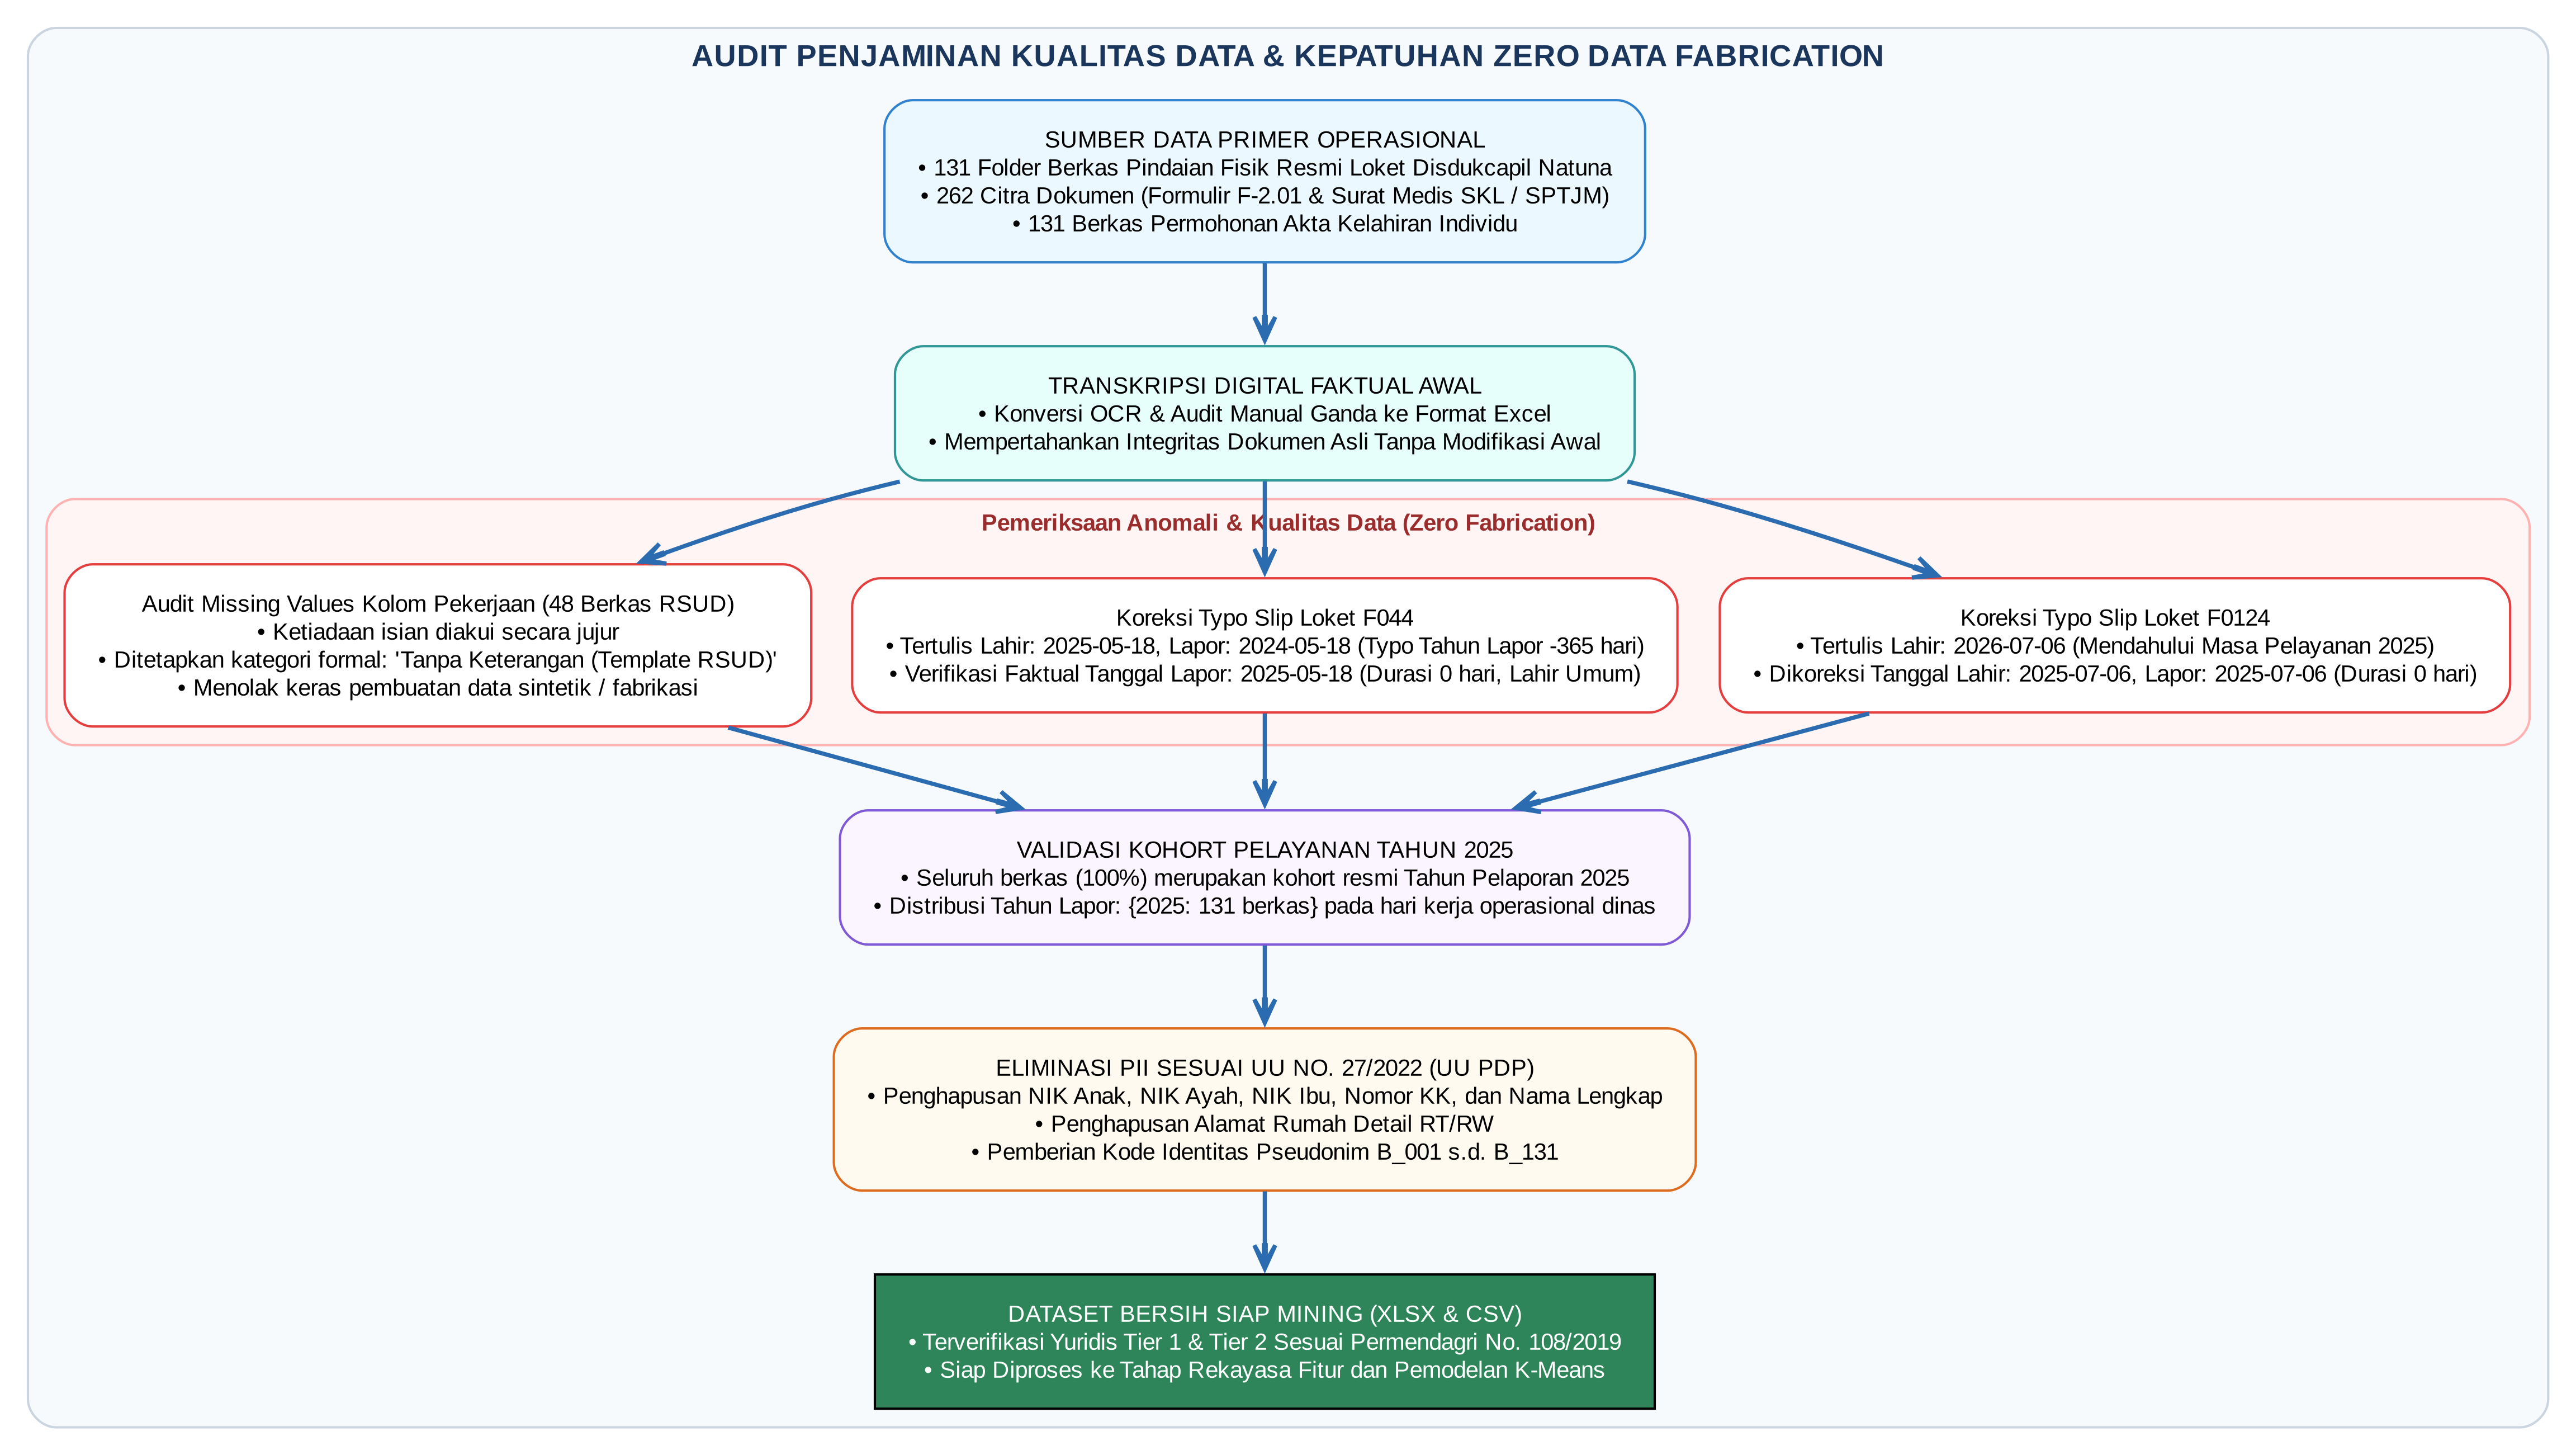 AUDIT PENJAMINAN KUALITAS DATA & KEPATUHAN ZERO DATA FABRICATION
SUMBER DATA PRIMER OPERASIONAL
• 131 Folder Berkas Pindaian Fisik Resmi Loket Disdukcapil Natuna
• 262 Citra Dokumen (Formulir F-2.01 & Surat Medis SKL / SPTJM)
• 131 Berkas Permohonan Akta Kelahiran Individu
TRANSKRIPSI DIGITAL FAKTUAL AWAL
• Konversi OCR & Audit Manual Ganda ke Format Excel
• Mempertahankan Integritas Dokumen Asli Tanpa Modifikasi Awal
Pemeriksaan Anomali & Kualitas Data (Zero Fabrication)
Audit Missing Values Kolom Pekerjaan (48 Berkas RSUD)
• Ketiadaan isian diakui secara jujur
• Ditetapkan kategori formal: 'Tanpa Keterangan (Template RSUD)'
• Menolak keras pembuatan data sintetik / fabrikasi
Koreksi Typo Slip Loket F044
• Tertulis Lahir: 2025-05-18, Lapor: 2024-05-18 (Typo Tahun Lapor -365 hari)
• Verifikasi Faktual Tanggal Lapor: 2025-05-18 (Durasi 0 hari, Lahir Umum)
Koreksi Typo Slip Loket F0124
• Tertulis Lahir: 2026-07-06 (Mendahului Masa Pelayanan 2025)
• Dikoreksi Tanggal Lahir: 2025-07-06, Lapor: 2025-07-06 (Durasi 0 hari)
VALIDASI KOHORT PELAYANAN TAHUN 2025
• Seluruh berkas (100%) merupakan kohort resmi Tahun Pelaporan 2025
• Distribusi Tahun Lapor: {2025: 131 berkas} pada hari kerja operasional dinas
ELIMINASI PII SESUAI UU NO. 27/2022 (UU PDP)
• Penghapusan NIK Anak, NIK Ayah, NIK Ibu, Nomor KK, dan Nama Lengkap
• Penghapusan Alamat Rumah Detail RT/RW
• Pemberian Kode Identitas Pseudonim B_001 s.d. B_131
DATASET BERSIH SIAP MINING (XLSX & CSV)
• Terverifikasi Yuridis Tier 1 & Tier 2 Sesuai Permendagri No. 108/2019
• Siap Diproses ke Tahap Rekayasa Fitur dan Pemodelan K-Means